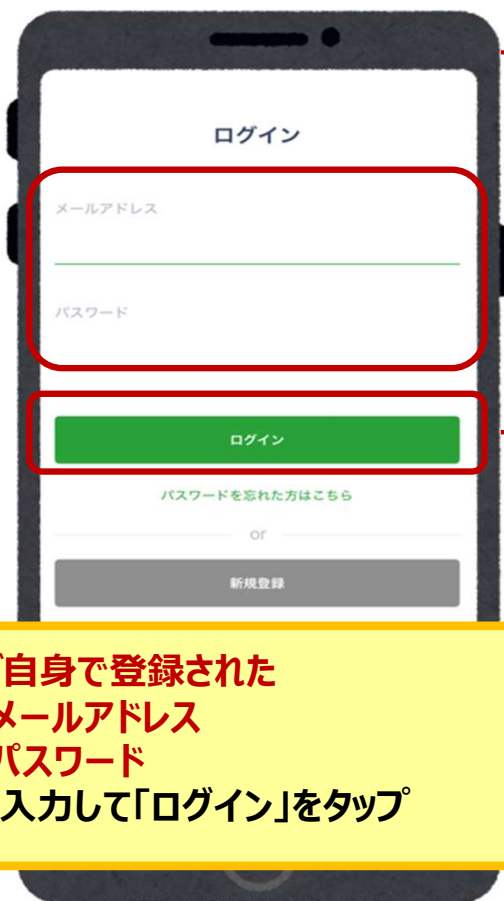 ログイン
メールアドレス
パスワード
ログイン
パスワードを忘れた方はこちら
or
新規登録
自身で登録された
メールアドレス
パスワード
入力して「ログイン」をタップ